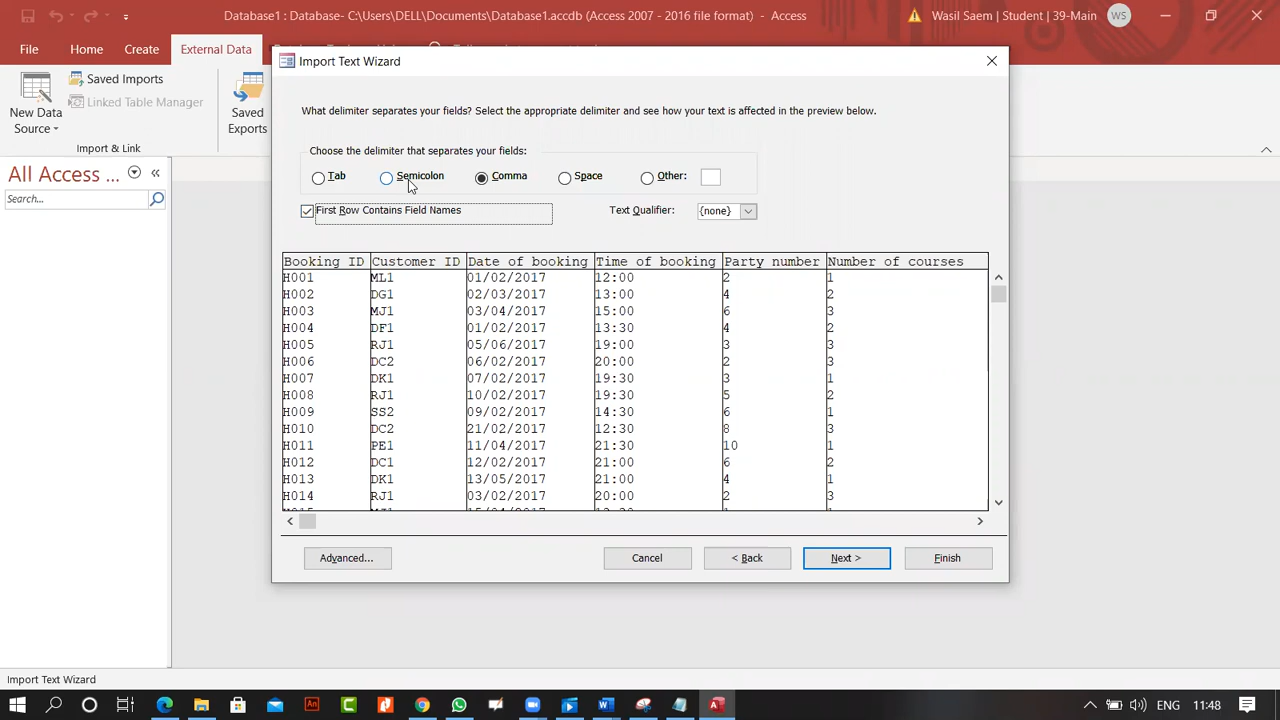 Database1 : Database- C:\Users\DELL\Documents\Database1.accdb (Access 2007 - 2016 file format) - Access
Wasil Saem | Student | 39-Main
WS
File
Home
Create
External Data
Import Text Wizard
New Data
Source
Saved Imports
Linked Table Manager
Saved
Exports
Import & Link
What delimiter separates your fields? Select the appropriate delimiter and see how your text is affected in the preview below.
Choose the delimiter that separates your fields:
Tab
Semicolon
Comma
Space
Other:
First Row Contains Field Names
Text Qualifier:
{none}
All Access ...
Search...
Booking ID Customer ID Date of booking Time of booking Party number Number of courses
H001 ML1 01/02/2017 12:00 2 1
H002 DG1 02/03/2017 13:00 4 2
H003 MJ1 03/04/2017 15:00 6 3
H004 DF1 01/02/2017 13:30 4 2
H005 RJ1 05/06/2017 19:00 3 3
H006 DC2 06/02/2017 20:00 2 3
H007 DK1 07/02/2017 19:30 3 1
H008 RJ1 10/02/2017 19:30 5 2
H009 SS2 09/02/2017 14:30 6 1
H010 DC2 21/02/2017 12:30 8 3
H011 PE1 11/04/2017 21:30 10 1
H012 DC1 12/02/2017 21:00 6 2
H013 DK1 13/05/2017 21:00 4 1
H014 RJ1 03/02/2017 20:00 2 3
Advanced...
Cancel
< Back
Next >
Finish
Import Text Wizard
ENG
11:48